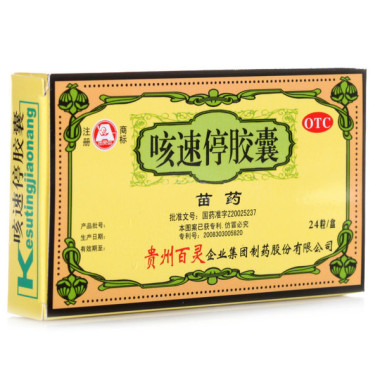 咳速停胶囊
Kesutingjiaonang
注册 商标
OTC
咳速停胶囊
苗药
批准文号：国药准字Z20025237
本图案已获专利，仿冒必究
专利号：2008303005820
24粒/盒
产品批号：
生产日期：
有效期至：
贵州百灵企业集团制药股份有限公司